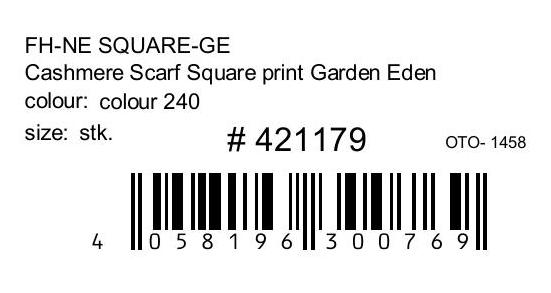 FH-NE SQUARE-GE
Cashmere Scarf Square print Garden Eden
colour: colour 240
size: stk.
# 421179
OTO- 1458
4 058196 300769